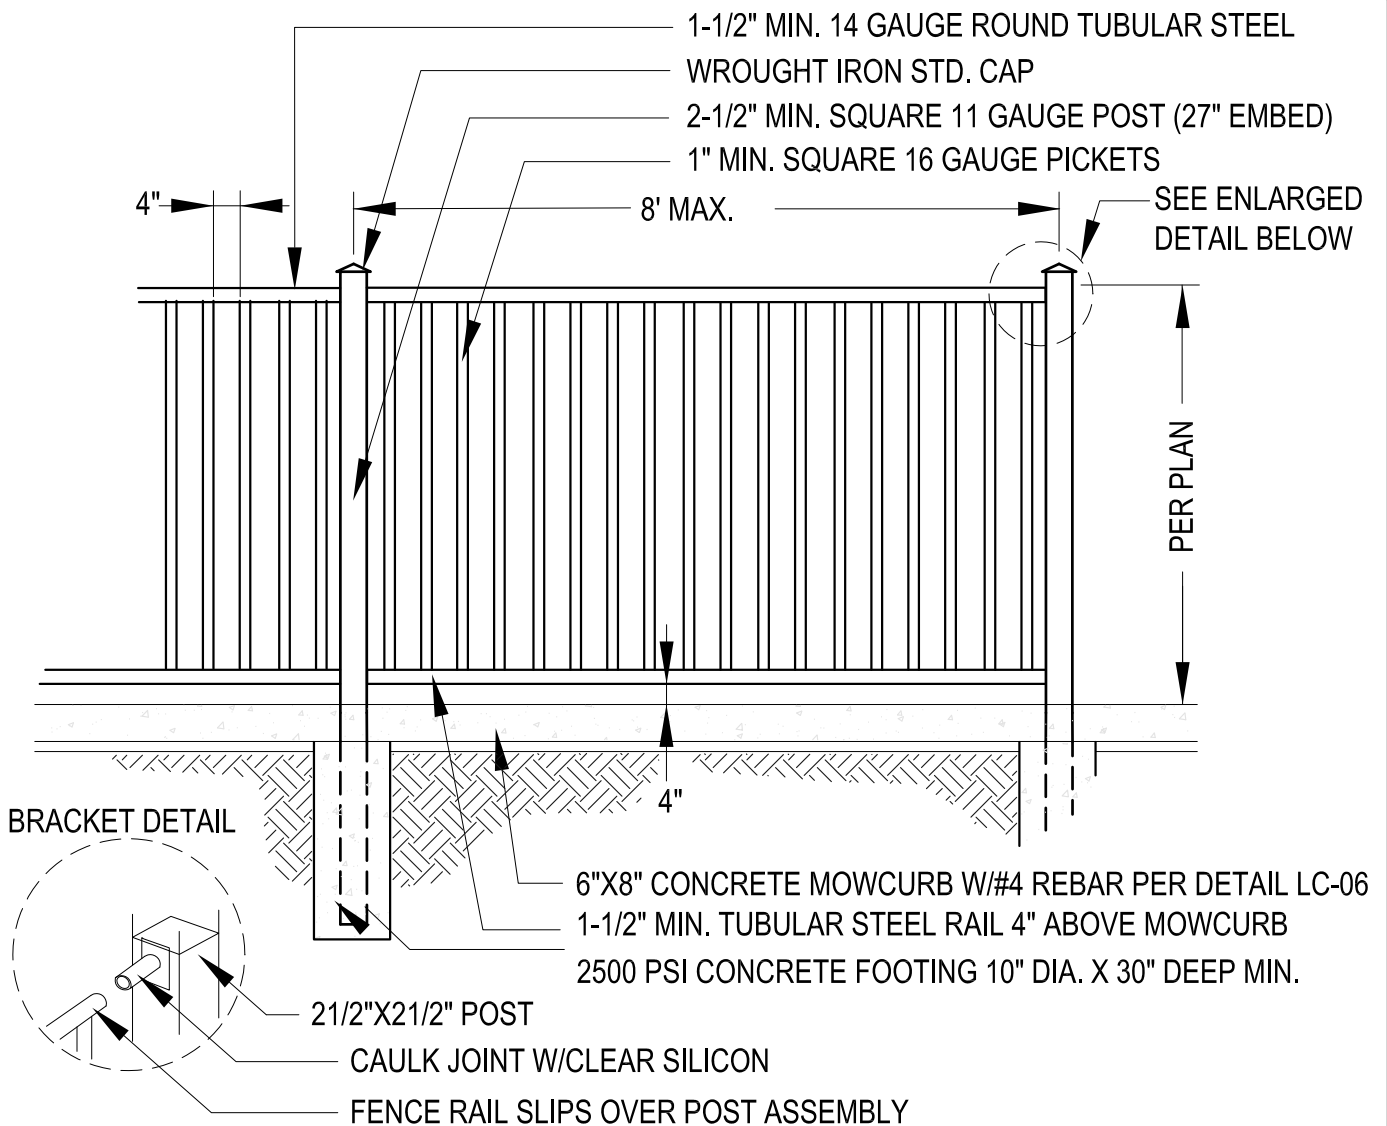 1-1/2" MIN. 14 GAUGE ROUND TUBULAR STEEL
WROUGHT IRON STD. CAP
2-1/2" MIN. SQUARE 11 GAUGE POST (27" EMBED)
1" MIN. SQUARE 16 GAUGE PICKETS
4"
8' MAX.
SEE ENLARGED
DETAIL BELOW
PER PLAN
4"
BRACKET DETAIL
6"X8" CONCRETE MOWCURB W/#4 REBAR PER DETAIL LC-06
1-1/2" MIN. TUBULAR STEEL RAIL 4" ABOVE MOWCURB
2500 PSI CONCRETE FOOTING 10" DIA. X 30" DEEP MIN.
21/2"X21/2" POST
CAULK JOINT W/CLEAR SILICON
FENCE RAIL SLIPS OVER POST ASSEMBLY